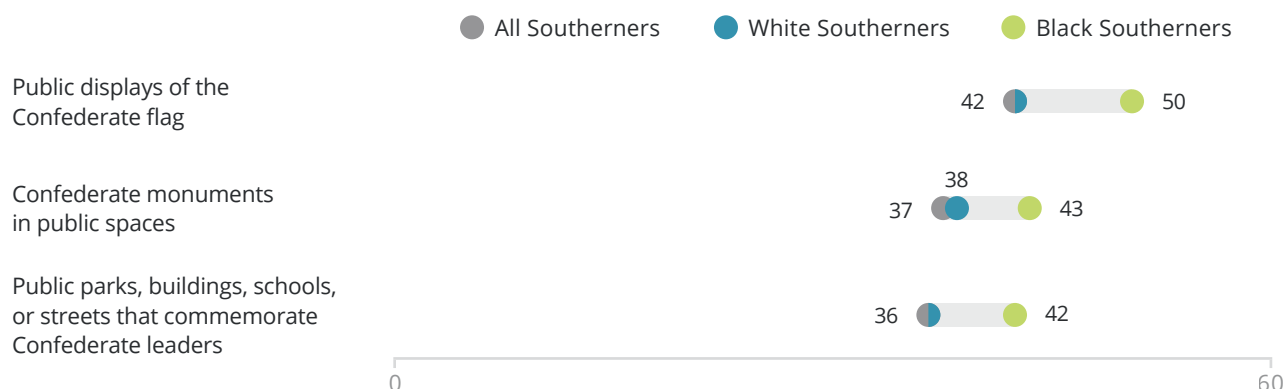 All Southerners White Southerners Black Southerners
Public displays of the
Confederate flag
42 50
Confederate monuments
in public spaces
38
37 43
Public parks, buildings, schools,
or streets that commemorate
Confederate leaders
36 42
0 60